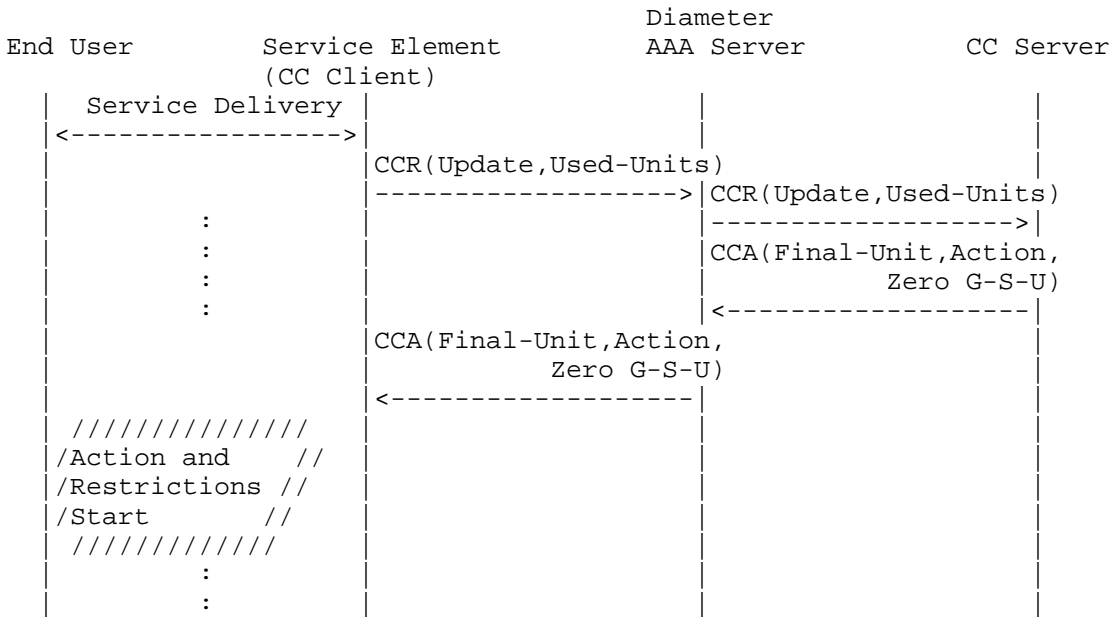 Diameter
End User Service Element AAA Server CC Server
(CC Client)
Service Delivery
CCR(Update,Used-Units)
CCR(Update,Used-Units)
CCA(Final-Unit,Action,
Zero G-S-U)
CCA(Final-Unit,Action,
Zero G-S-U)
///////////////
/Action and //
/Restrictions //
/Start //
/////////////